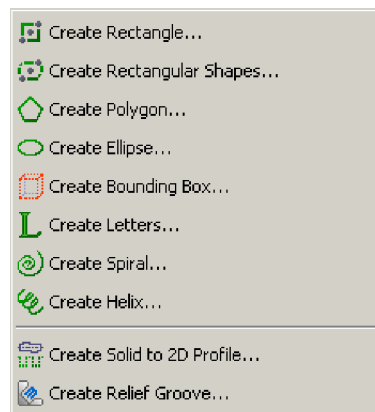 Create Rectangle...
Create Rectangular Shapes...
Create Polygon...
Create Ellipse...
Create Bounding Box...
Create Letters...
Create Spiral...
Create Helix...
Create Solid to 2D Profile...
Create Relief Groove...